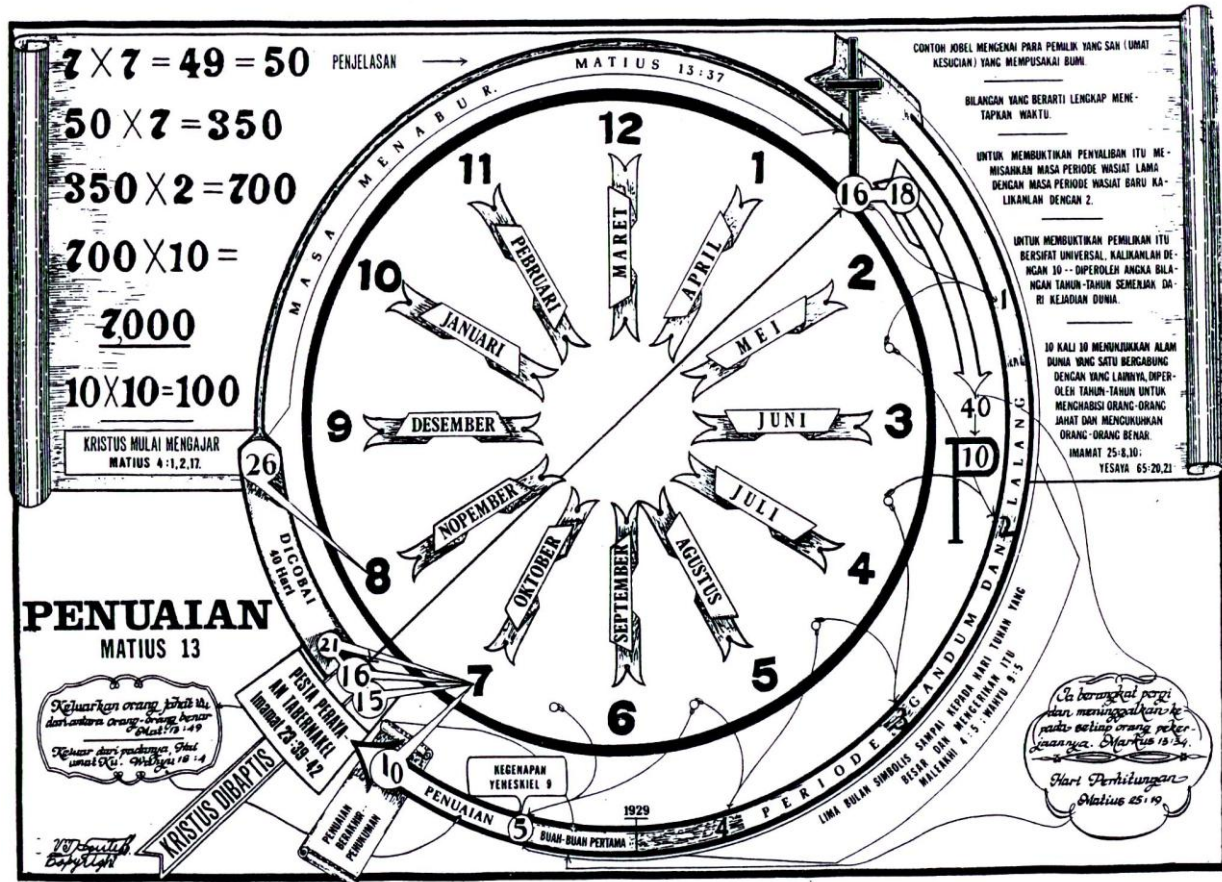 7 X 7 = 49 = 50
PENJELASAN
50 X 7 = 350
350 X 2 = 700
700 X 10 =
7,000
10 X 10 = 100
KRISTUS MULAI MENGAJAR
MATIUS 4:1,2,17.
CONTOH JOBEL MENGENAI PARA PEMILIK YANG SAH (UMAT
KESUCIAN) YANG MEMPUSAKAI BUMI.
BILANGAN YANG BERARTI LENGKAP MENE-
TAPKAN WAKTU.
UNTUK MEMBUKTIKAN PENYALIBAN ITU ME-
MISAHKAN MASA PERIODE WASIAT LAMA
DENGAN MASA PERIODE WASIAT BARU KA-
LIKANLAH DENGAN 2.
UNTUK MEMBUKTIKAN PEMILIKAN ITU
BERSIFAT UNIVERSAL, KALIKANLAH DE-
NGAN 10 -- DIPEROLEH ANGKA BILA-
NGAN TAHUN-TAHUN SEMENJAK DA-
RI KEJADIAN DUNIA.
10 KALI 10 MENUNJUKKAN ALAM
DUNIA YANG SATU BERGABUNG
DENGAN YANG LAINNYA, DIPER-
OLEH TAHUN-TAHUN UNTUK
MENGHABISI ORANG-ORANG
JAHAT DAN MENGUKUHKAN
ORANG-ORANG BENAR.
IMAMAT 25:8,10;
YESAYA 65:20,21
MASA MENABUR.
MATIUS 13:37
12
1
2
3
4
5
6
7
8
9
10
11
MARET
APRIL
MEI
JUNI
JULI
AGUSTUS
SEPTEMBER
OKTOBER
NOPEMBER
DESEMBER
JANUARI
PEBRUARI
16
18
1
40
10
2
3
4
PERIODE GANDUM DAN LALANG
LIMA BULAN SIMBOLIS SAMPAI KEPADA HARI TUHAN YANG
BESAR DAN MENGERIKAN ITU
MALEAKHI 4:5; WAHYU 9:5
26
DICOBAI
40 Hari
21
16
15
10
PENUAIAN
MATIUS 13
PESTA PERAYA-
AN TABERNAKEL
Imamat 23:39-42
KRISTUS DIBAPTIS
PENUAIAN
BERAKHIR
PEHUKUMAN
PENUAIAN
5
KEGENAPAN
YEHESKIEL 9
BUAH-BUAH PERTAMA
1929
Keluarkan orang jahat itu
dari antara orang-orang benar
Mat. 13:49
Keluar dari padanya, Hai
umat Ku. Wahyu 18:4
Ia berangkat pergi
dan meninggalkan ke
pada setiap orang peker-
jaannya. Markus 13:34.
Hari Perhitungan
Matius 25:19
Copyright